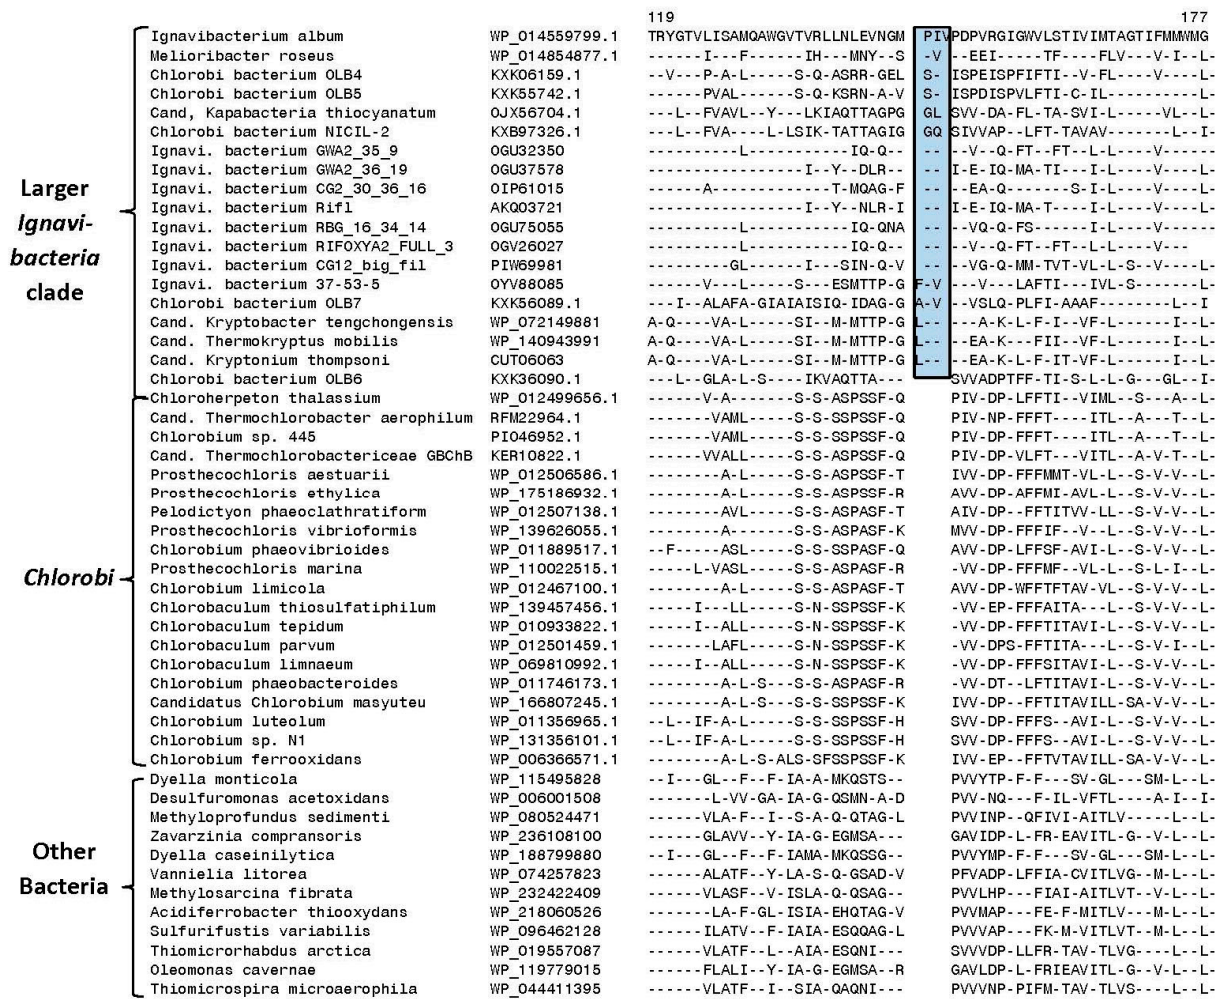 119 177
Ignavibacterium album WP_014559799.1 TRYGTVLISAMQAWGVTVRLLNLEVNGM PIVPDPVRGIGWVLSTIVIMTAGTIFMMWMG
Melioribacter roseus WP_014854877.1 ------I---F------IH---MNY--S -V --EEI----TF----FLV---I----L-
Chlorobi bacterium OLB4 KXK06159.1 --V---P-A-L-----S-Q-ASRR-GEL S- ISPESISPFIFTI--V-FL-----V----L-
Chlorobi bacterium OLB5 KXK55742.1 ------PVAL------S-Q-KSRN-A-V S- ISPDISPVLFTI-C-IL---------L-
Cand, Kapabacteria thiocyanatum OJX56704.1 ---L--FVAVL--Y---LKIAQTTAGPG GL SVV-DA-FL-TA-SVI------VL--L-
Chlorobi bacterium NICIL-2 KXB97326.1 ---L--FVA---L-LSIK-TATTAGIG GQ SIVVAP--LFT-TAVAV-------L--I-
Ignavi. bacterium GWA2_35_9 OGU32350 ---------L-----------IQ-Q-- -- --V--Q-FT--FT--L-L---V-----
Ignavi. bacterium GWA2_36_19 OGU37578 ----------------I--Y--DLR-- -- I-E-IQ-MA-TI---I-L---V----L-
Ignavi. bacterium CG2_30_36_16 OIP61015 ------A------------T-MQAG-F -- --EA-Q-------S-I-L--------L-
Ignavi. bacterium Rifl AKQ03721 ----------------I--Y--NLR-I -- I-E-IQ-MA-T----I-L---V----L-
Ignavi. bacterium RBG_16_34_14 OGU75055 ---------------------IQ-QNA -- --VQ-Q-FS------I---V-------
Ignavi. bacterium RIFOXYA2_FULL_3 OGV26027 ---------L-----------IQ-Q-- -- --V--Q-FT--FT--L-L---V---
Ignavi. bacterium CG12_big_fil PIW69981 --------GL------I---SIN-Q-V -- --VG-Q-MM-TVT-VL-L--S--V----L-
Ignavi. bacterium 37-53-5 OYV88085 ------V--L-----S----ESMTTP-G F-V ---V---LAFTI---IVL-S------L-
Chlorobi bacterium OLB7 KXK56089.1 ---I--ALAFA-GIAIAISIQ-IDAG-G A-V --VSLQ-PLFI-AAAF---------L--I
Cand. Kryptobacter tengchongensis WP_072149881 A-Q----VA-L-----SI--M-MTTP-G L-- --A-K-L-F-I--VF-L-----I----L-
Cand. Thermokryptus mobilis WP_140943991 A-Q----VA-L-----SI--M-MTTP-G L-- --EA-K-L-F-II-VF-L-----I----L-
Cand. Kryptonium thompsoni CUT06063 A-Q----VA-L-----SI--M-MTTP-G L-- --EA-K-L-FIIT-VF-L-----I----L-
Chlorobi bacterium OLB6 KXK36090.1 ---L--GLA-L-S----IKVAQTTA--- SVVADPTFF-TI-S-L-L-G---GL--I-
Chloroherpeton thalassium WP_012499656.1 ------V-A------S-S-ASPSSF-Q PIV-DP-LFFTI--VIML--S---A--L-
Cand. Thermochlorobacter aerophilum RFM22964.1 -------VAML-----S-S-ASPSSF-Q PIV-NP-FFFT----ITL--A---T--L-
Chlorobium sp. 445 PIO46952.1 -------VAML-----S-S-ASPSSF-Q PIV-DP-FFFT----ITL--A---T--L-
Cand. Thermochlorobactericeae GBChB KER10822.1 ------VVALL-----S-S-ASPSSF-Q PIV-DP-VLFT---VITL--A-V-T--L-
Prosthecochloris aestuarii WP_012506586.1 --------A-L-----S-S-ASPSSF-T IVV-DP-FFFMMT-VL-L--S-V-V--L-
Prosthecochloris ethylica WP_175186932.1 --------A-L-----S-S-ASPSSF-R AVV-DP-AFFMI-AVL-L--S-V-V--L-
Pelodictyon phaeoclathratiform WP_012507138.1 --------AVL-----S-S-ASPASF-T AIV-DP-FFFTITVV-LL--S-V-V--L-
Prosthecochloris vibrioformis WP_139626055.1 --------A-------S-S-ASPASF-K MVV-DP-FFFIF--V-L---S-V-V--L-
Chlorobium phaeovibrioides WP_011889517.1 --F-----ASL-----S-S-ASPSSF-Q AVV-DP-LFFSF-AVIL-L--S-V-V--L-
Prosthecochloris marina WP_110022515.1 -----L-VASL-----S-S-ASPSSF-R AVV-DP-FFFMF--VL-L--S-L-I--L-
Chlorobium limicola WP_012467100.1 --------A-L-----S-S-ASPASF-T AVV-DP-WFFTFTAV-VL--S-V-V--L-
Chlorobaculum thiosulfatiphilum WP_139457456.1 -----I---LL-----S-N-SSPSSF-K -VV-EP-FFFAITA---L--S-V-V--L-
Chlorobaculum tepidum WP_010933822.1 -----I--ALL-----S-N-SSPSSF-K -VV-DP-FFFTITAVI-L--S-V-V--L-
Chlorobaculum parvum WP_012501459.1 -------LAFL-----S-N-SSPSSF-K -VV-DPS-FFTITA---L--S-V-I--L-
Chlorobaculum limnaeum WP_069810992.1 -----I--ALL-----S-N-SSPSSF-K -VV-DP-FFFSITAVI-L--S-V-V--L-
Chlorobium phaeobacteroides WP_011746173.1 --------A-L-S---S-S-ASPASF-R -VV-DT--LFTITAVI-L--S-V-V--L-
Candidatus Chlorobium masyuteu WP_166807245.1 --------A-L-S---S-S-SSPSSF-K IVV-DP-FFFTITAVILL-SA-V-V--L-
Chlorobium luteolum WP_011356965.1 --L--IF-A-L-----S-S-SSPSSF-H SVV-DP-FFFS--AVI-L--S-V-V--L-
Chlorobium sp. N1 WP_131356101.1 --L--IF-A-L-----S-S-SSPSSF-H SVV-DP-FFFS--AVI-L--S-V-V--L-
Chlorobium ferrooxidans WP_006366571.1 --------A-L-S-ALS-SFSSPSSF-K IVV-EP--FFTVTAVILL-SA-V-V--L-
Dyella monticola WP_115495828 --I---GL--F--F-IA-A-MKQSTS-- PVVYTP-F-F---SV-GL---SM-L--L-
Desulfuromonas acetoxidans WP_006001508 -------L-VV-GA-IA-G-QSMN-A-D PVV-NQ---F-IL-VFTL----A-I--I-
Methyloprofundus sedimenti WP_080524471 ------VLA-F--I--S-A-Q-QTAG-L PVVINP--QFIVI-AITLV-----L--L-
Zavarzinia compransoris WP_236108100 ------GLAVV--Y-IA-G-EGMSA--- GAVIDP-L-FR-EAVITL-G--V-L--L-
Dyella caseinilytica WP_188799880 --I---GL--F--F-IAMA-MKQSSG-- PVVYMP-F-F---SV-GL---SM-L--L-
Vannielia litorea WP_074257823 ------ALATF--Y-LA-S-Q-GSAD-V PFVADP-LFFIA-CVITLVG-M-L--L-
Methylosarcina fibrata WP_232422409 ------VLASF--V-ISLA-Q-QSAG-- PVVLHP---FIAI-AITLVT--V-L--L-
Acidiferrobacter thiooxydans WP_218060526 -------LA-F-GL-ISIA-EHQTAG-V PVVMAP---FE-F-MITLV---M-L--L-
Sulfurifustis variabilis WP_096462128 ------ILATV--F-IAIA-ESQQAG-L PVVVAP---FK-M-VITLVT--M-L--L-
Thiomicrorhabdus arctica WP_019557087 ------VLATF--L--AIA-ESQNI--- SVVVDP-LLFR-TAV-TLVG-----L--L-
Oleomonas cavernae WP_119779015 ------FLALI--Y-IA-G-EGMSA--R GAVLDP-L-FRIEAVITL-G--V-L--L-
Thiomicrospira microaerophila WP_044411395 ------VLATF--I-SIA-QAQNI---- PVVVNP-PIFM-TAV-TLVS--V-L--L-
Larger
Ignavi-
bacteria
clade
Chlorobi
Other
Bacteria